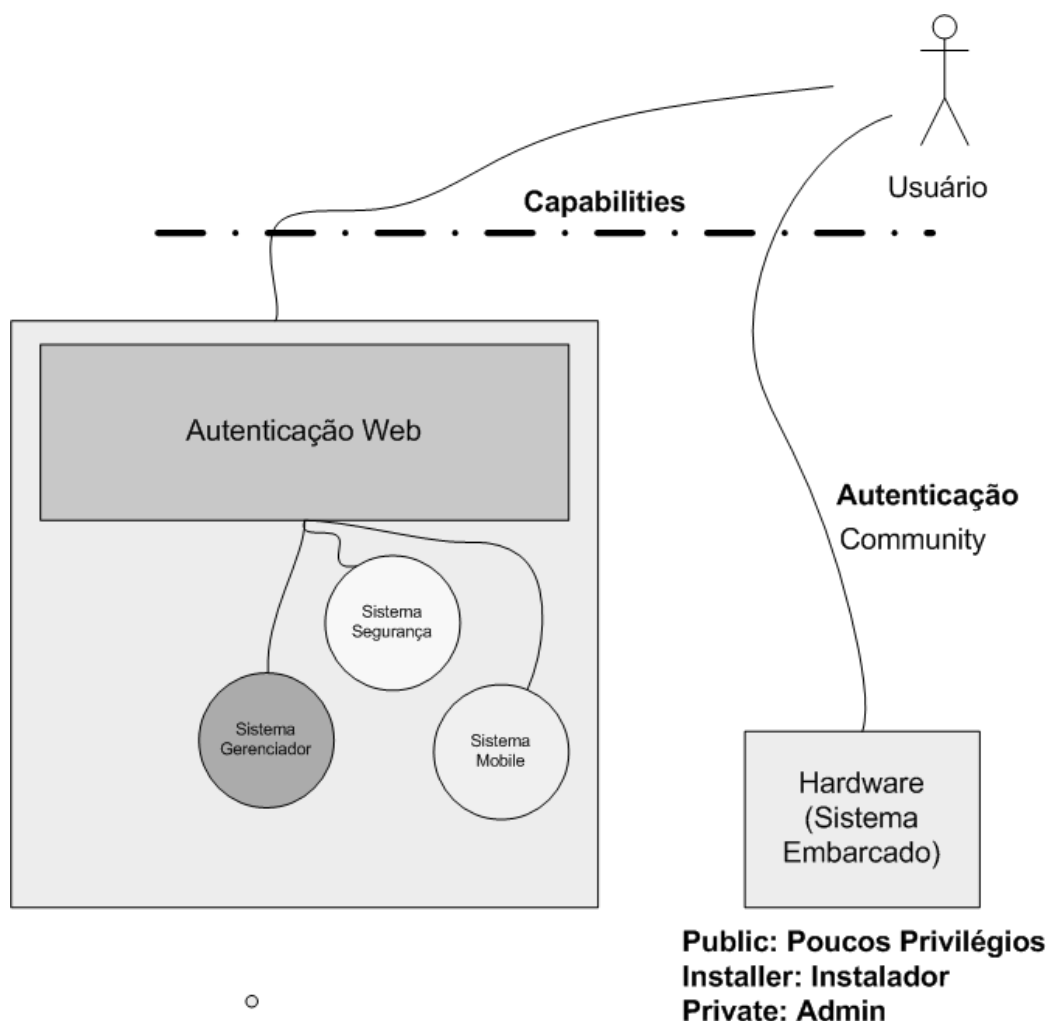 Usuário
Capabilities
Autenticação Web
Autenticação
Community
Sistema
Segurança
Sistema
Gerenciador
Sistema
Mobile
Hardware
(Sistema
Embarcado)
Public: Poucos Privilégios
Installer: Instalador
Private: Admin